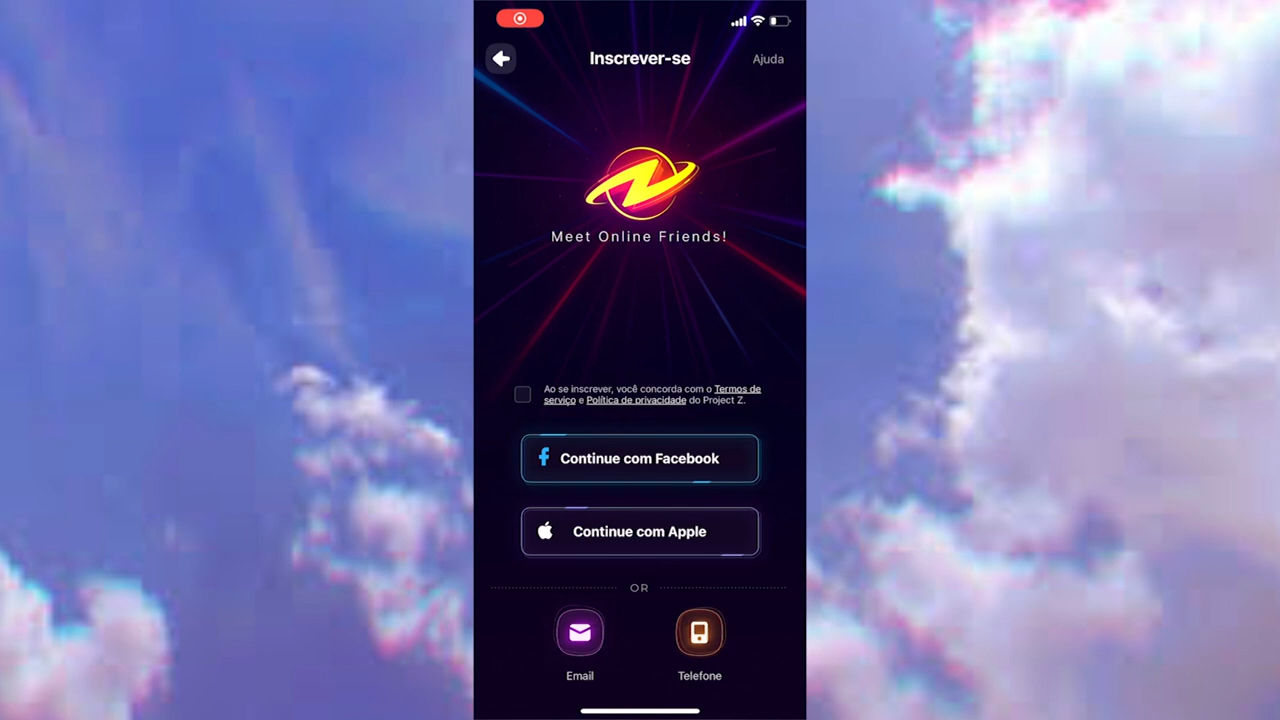 Inscrever-se
Ajuda
Meet Online Friends!
Ao se inscrever, você concorda com o Termos de
serviço e Política de privacidade do Project Z.
Continue com Facebook
Continue com Apple
OR
Email
Telefone